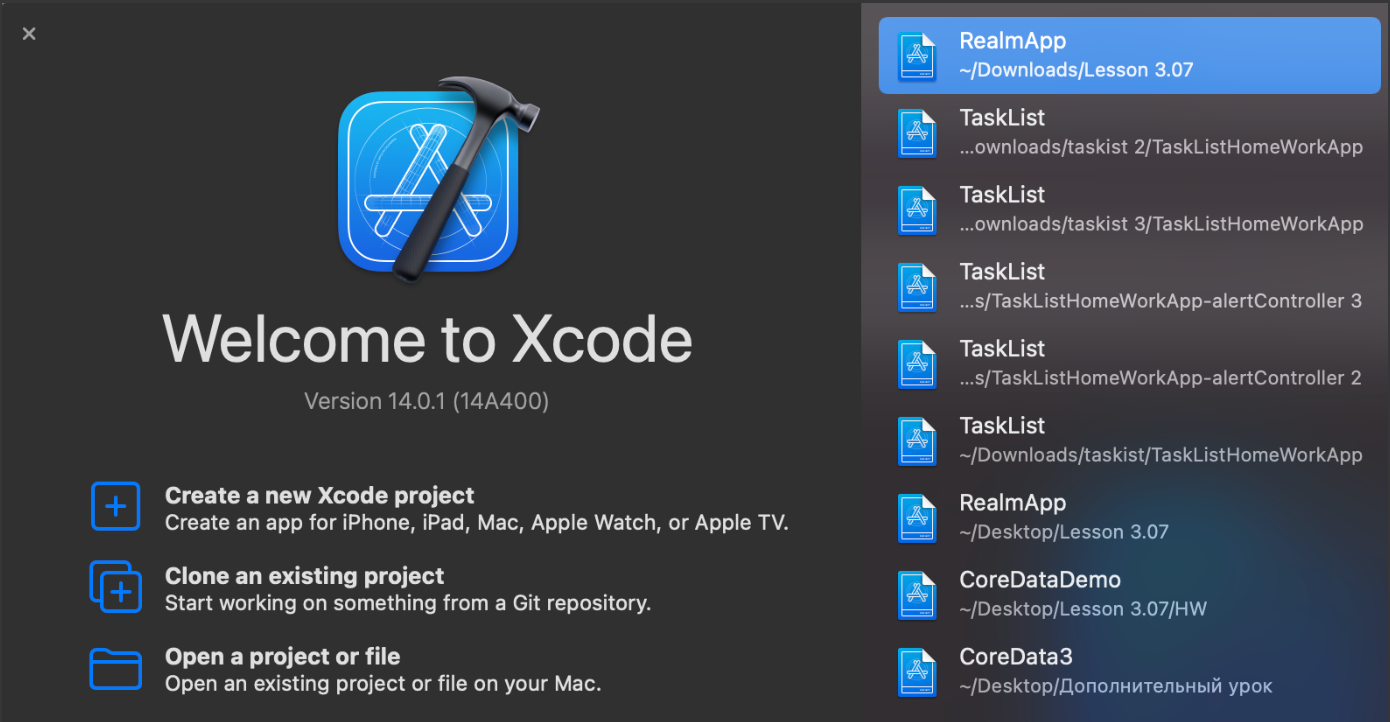 Welcome to Xcode
Version 14.0.1 (14A400)
Create a new Xcode project
Create an app for iPhone, iPad, Mac, Apple Watch, or Apple TV.
Clone an existing project
Start working on something from a Git repository.
Open a project or file
Open an existing project or file on your Mac.
RealmApp
~/Downloads/Lesson 3.07
TaskList
...ownloads/taskist 2/TaskListHomeWorkApp
TaskList
...ownloads/taskist 3/TaskListHomeWorkApp
TaskList
...s/TaskListHomeWorkApp-alertController 3
TaskList
...s/TaskListHomeWorkApp-alertController 2
TaskList
~/Downloads/taskist/TaskListHomeWorkApp
RealmApp
~/Desktop/Lesson 3.07
CoreDataDemo
~/Desktop/Lesson 3.07/HW
CoreData3
~/Desktop/Дополнительный урок